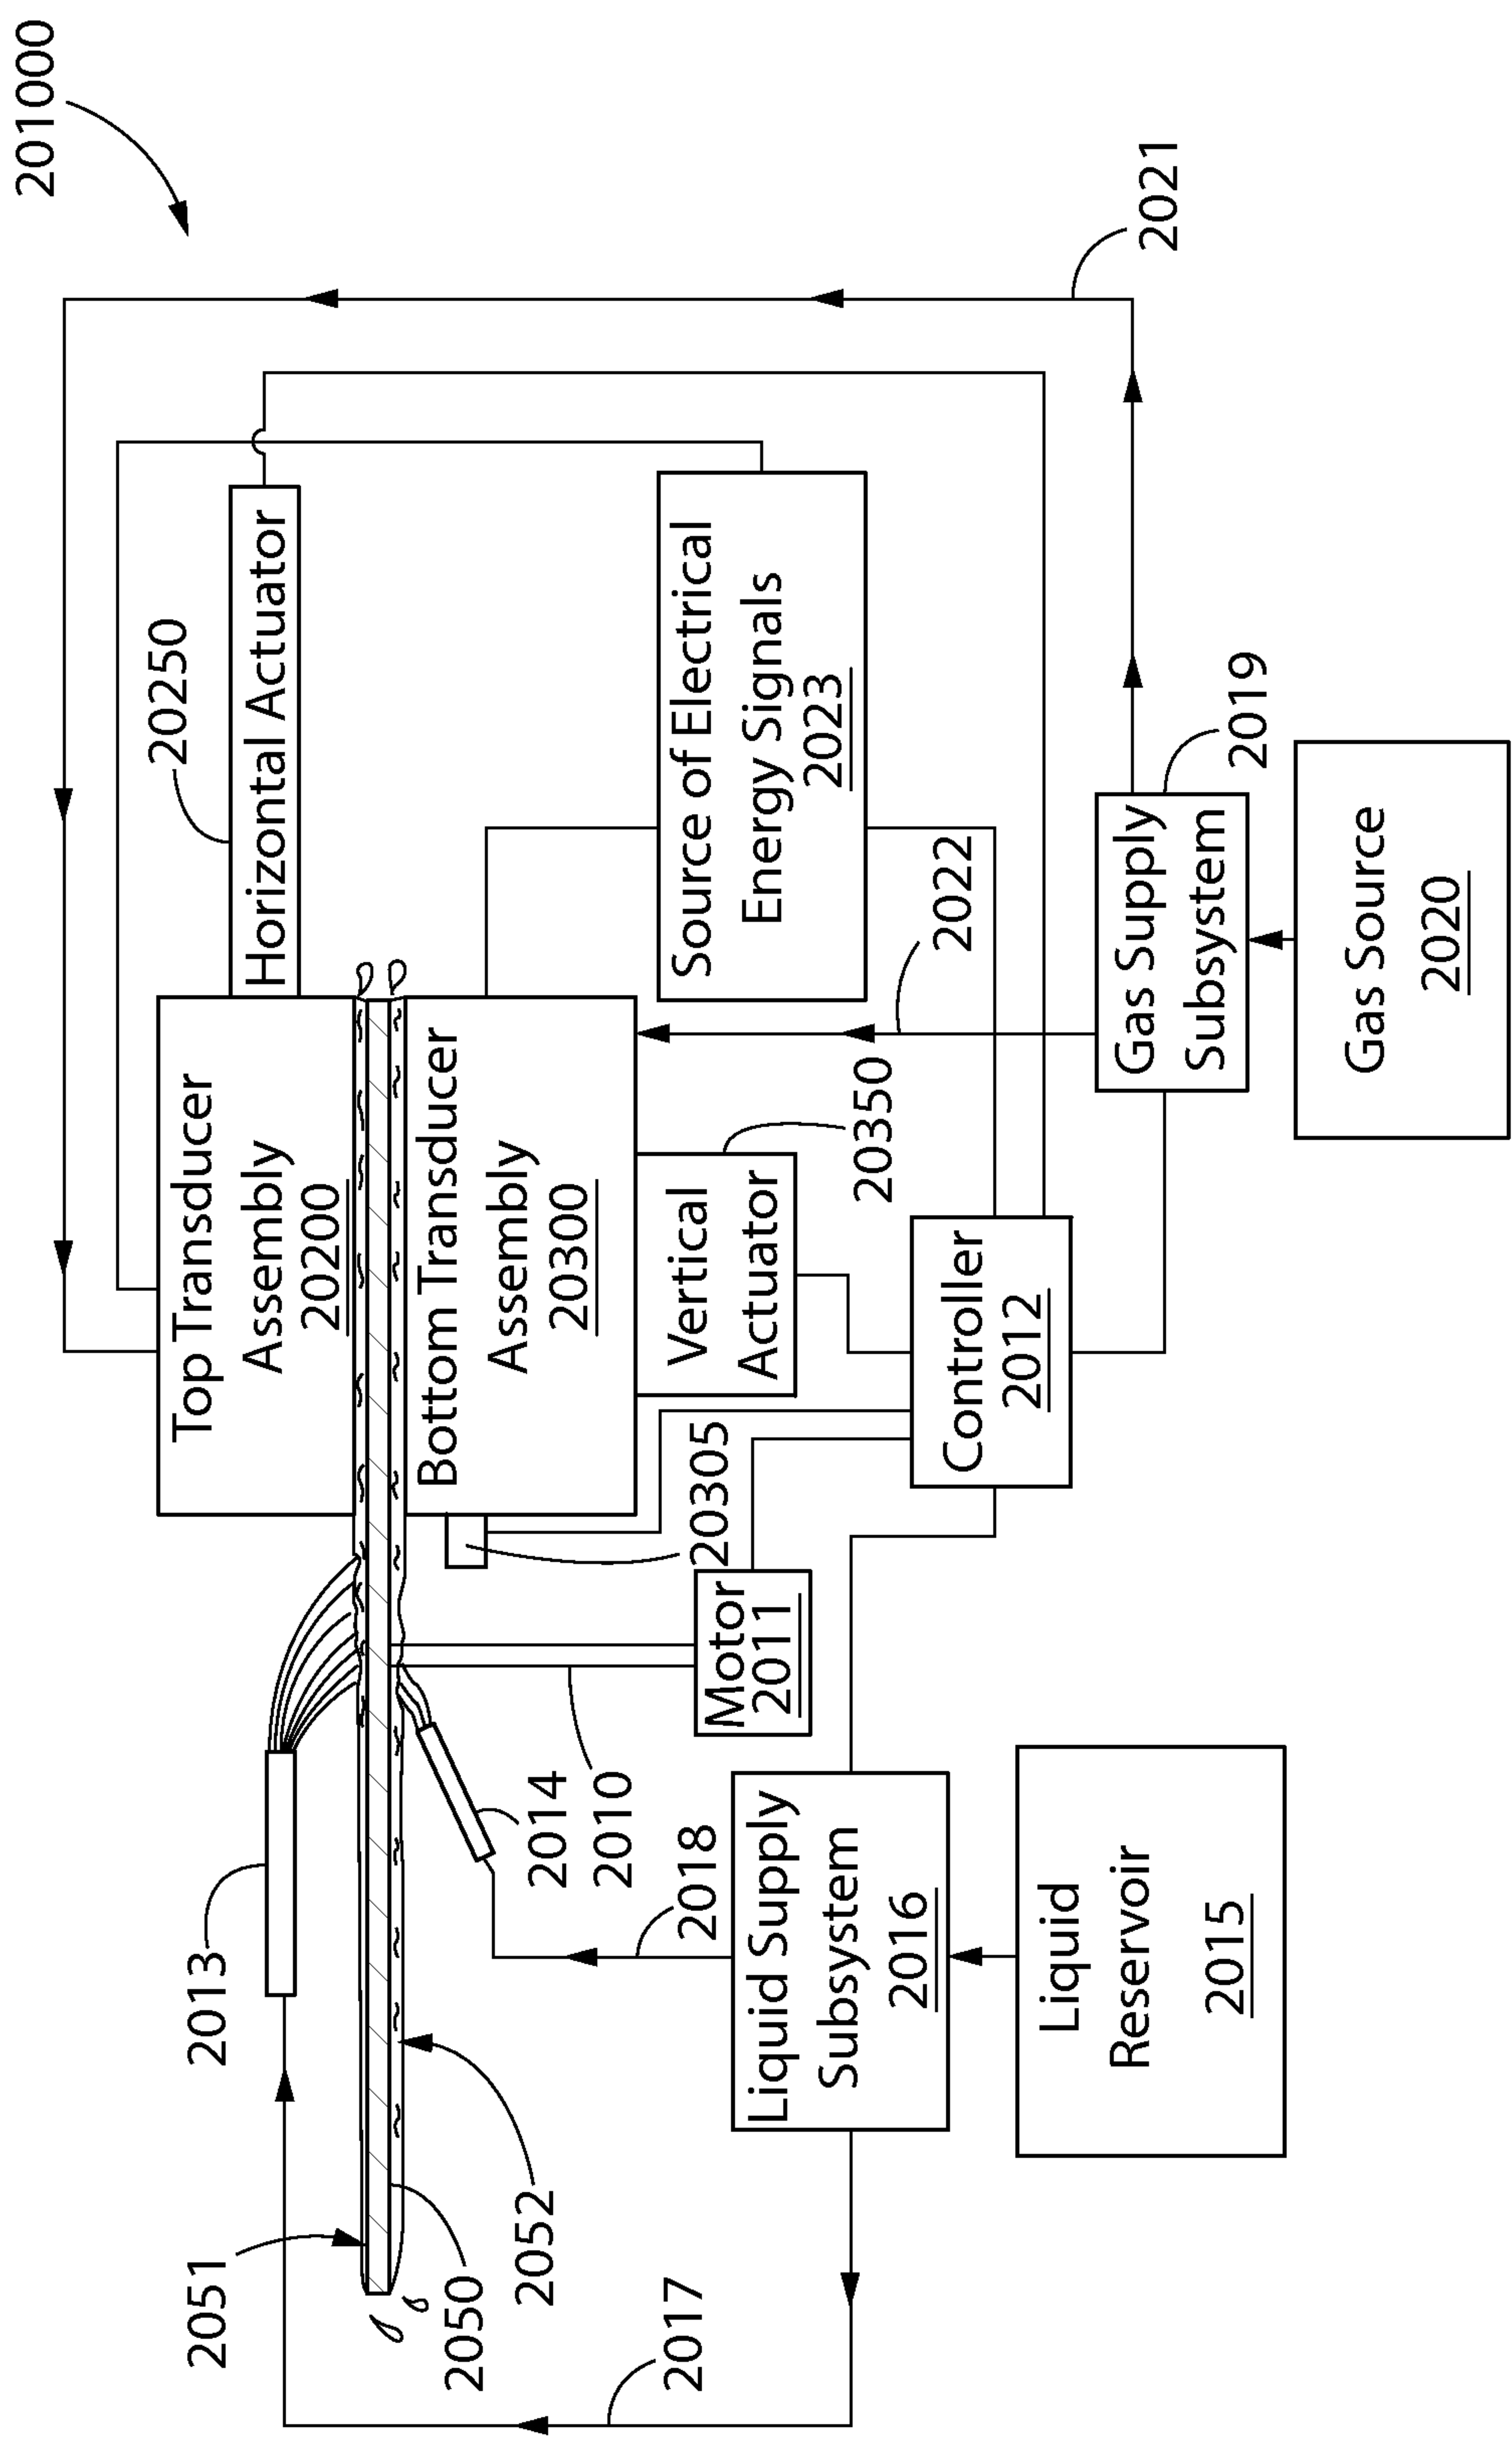 201000
2021
20250
Horizontal Actuator
Top Transducer
Assembly
20200
Bottom Transducer
Assembly
20300
Source of Electrical
Energy Signals
2023
2022
20350
Vertical
Actuator
20305
2013
2014
2010
2018
2051
2052
2050
2017
Motor
2011
Controller
2012
Gas Supply
Subsystem
2019
Gas Source
2020
Liquid Supply
Subsystem
2016
Liquid
Reservoir
2015